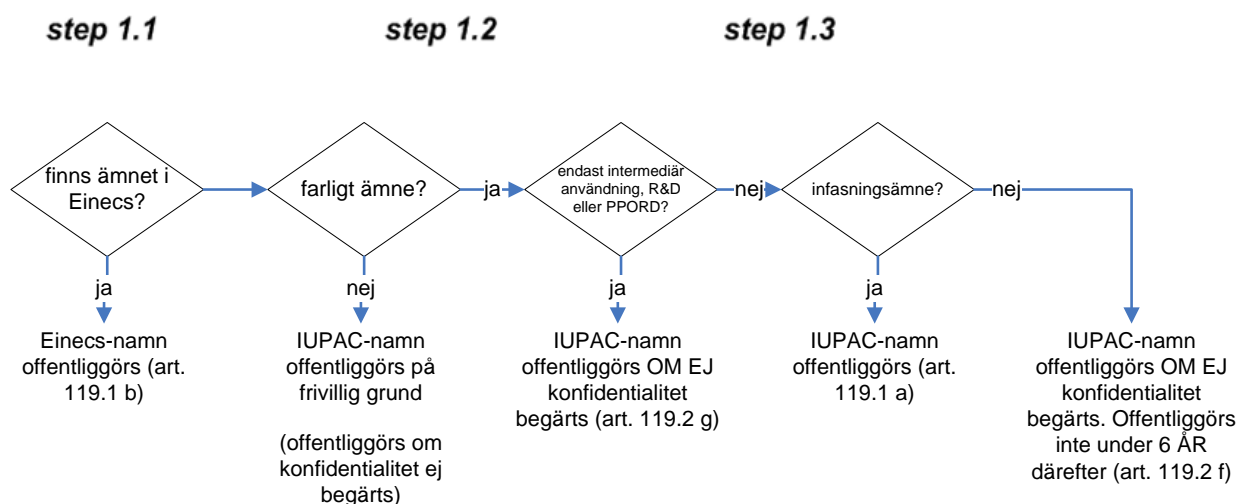 step 1.1
step 1.2
step 1.3
finns ämnet i
Einecs?
farligt ämne?
ja
endast intermediär
användning, R&D
eller PPORD?
nej
infasningsämne?
nej
ja
Einecs-namn
offentliggörs (art.
119.1 b)
nej
IUPAC-namn
offentliggörs på
frivillig grund
(offentliggörs om
konfidentialitet ej
begärts)
ja
IUPAC-namn
offentliggörs OM EJ
konfidentialitet
begärts (art. 119.2 g)
ja
IUPAC-namn
offentliggörs (art.
119.1 a)
IUPAC-namn
offentliggörs OM EJ
konfidentialitet
begärts. Offentliggörs
inte under 6 ÅR
därefter (art. 119.2 f)